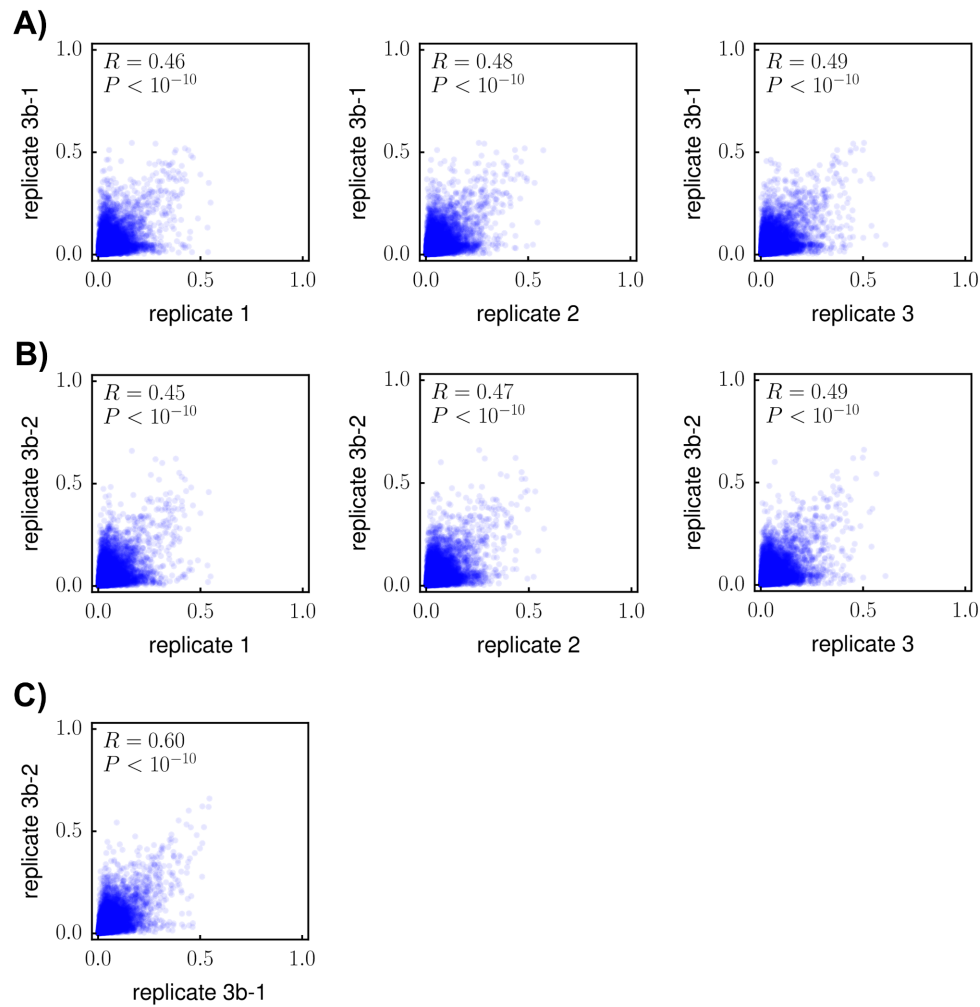 A)
1.0
0.5
0.0
replicate 3b-1
R = 0.46
P < 10⁻¹⁰
0.0 0.5 1.0
replicate 1
1.0
0.5
0.0
replicate 3b-1
R = 0.48
P < 10⁻¹⁰
0.0 0.5 1.0
replicate 2
1.0
0.5
0.0
replicate 3b-1
R = 0.49
P < 10⁻¹⁰
0.0 0.5 1.0
replicate 3
B)
1.0
0.5
0.0
replicate 3b-2
R = 0.45
P < 10⁻¹⁰
0.0 0.5 1.0
replicate 1
1.0
0.5
0.0
replicate 3b-2
R = 0.47
P < 10⁻¹⁰
0.0 0.5 1.0
replicate 2
1.0
0.5
0.0
replicate 3b-2
R = 0.49
P < 10⁻¹⁰
0.0 0.5 1.0
replicate 3
C)
1.0
0.5
0.0
replicate 3b-2
R = 0.60
P < 10⁻¹⁰
0.0 0.5 1.0
replicate 3b-1